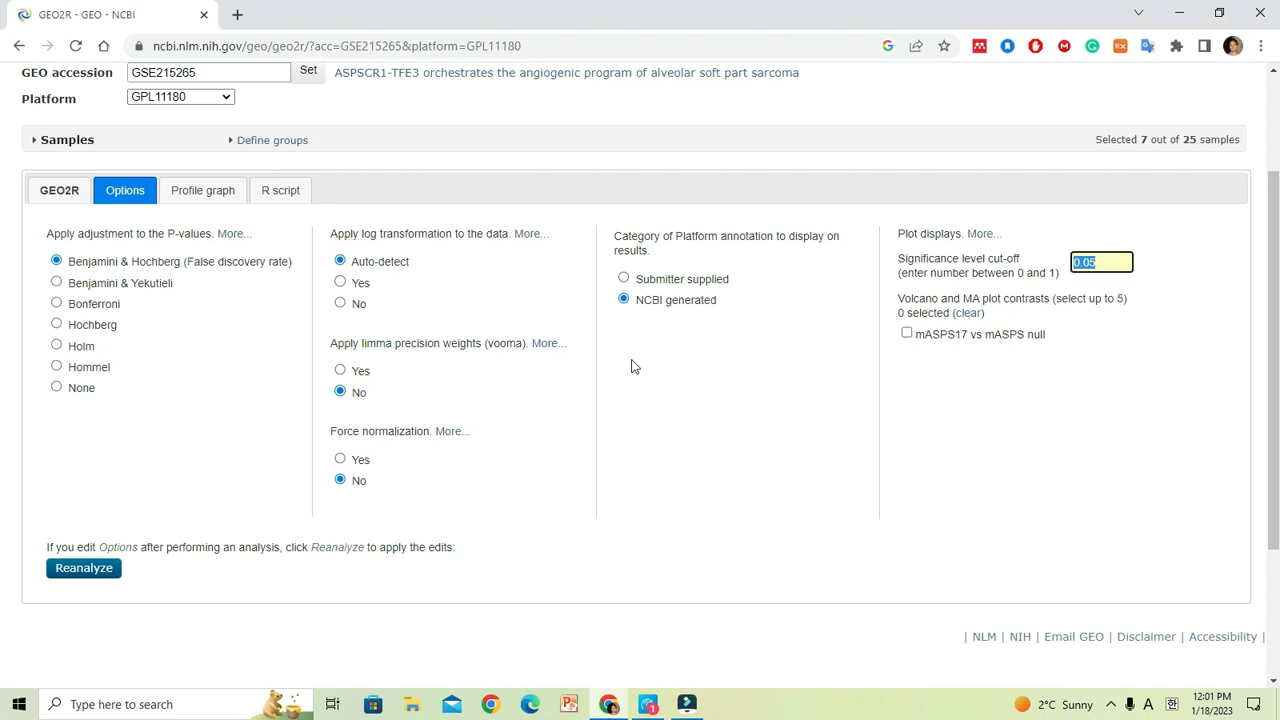 GEO2R - GEO - NCBI
ncbi.nlm.nih.gov/geo/geo2r/?acc=GSE215265&platform=GPL11180
GEO accession GSE215265 Set ASPSCR1-TFE3 orchestrates the angiogenic program of alveolar soft part sarcoma
Platform GPL11180
Samples Define groups Selected 7 out of 25 samples
GEO2R Options Profile graph R script
Apply adjustment to the P-values. More...
Benjamini & Hochberg (False discovery rate)
Benjamini & Yekutieli
Bonferroni
Hochberg
Holm
Hommel
None
Apply log transformation to the data. More...
Auto-detect
Yes
No
Apply limma precision weights (vooma). More...
Yes
No
Force normalization. More...
Yes
No
Category of Platform annotation to display on
results.
Submitter supplied
NCBI generated
Plot displays. More...
Significance level cut-off
(enter number between 0 and 1)
0.05
Volcano and MA plot contrasts (select up to 5)
0 selected (clear)
mASPS17 vs mASPS null
If you edit Options after performing an analysis, click Reanalyze to apply the edits:
Reanalyze
| NLM | NIH | Email GEO | Disclaimer | Accessibility |
Type here to search
2°C Sunny
A
한
12:01 PM
1/18/2023